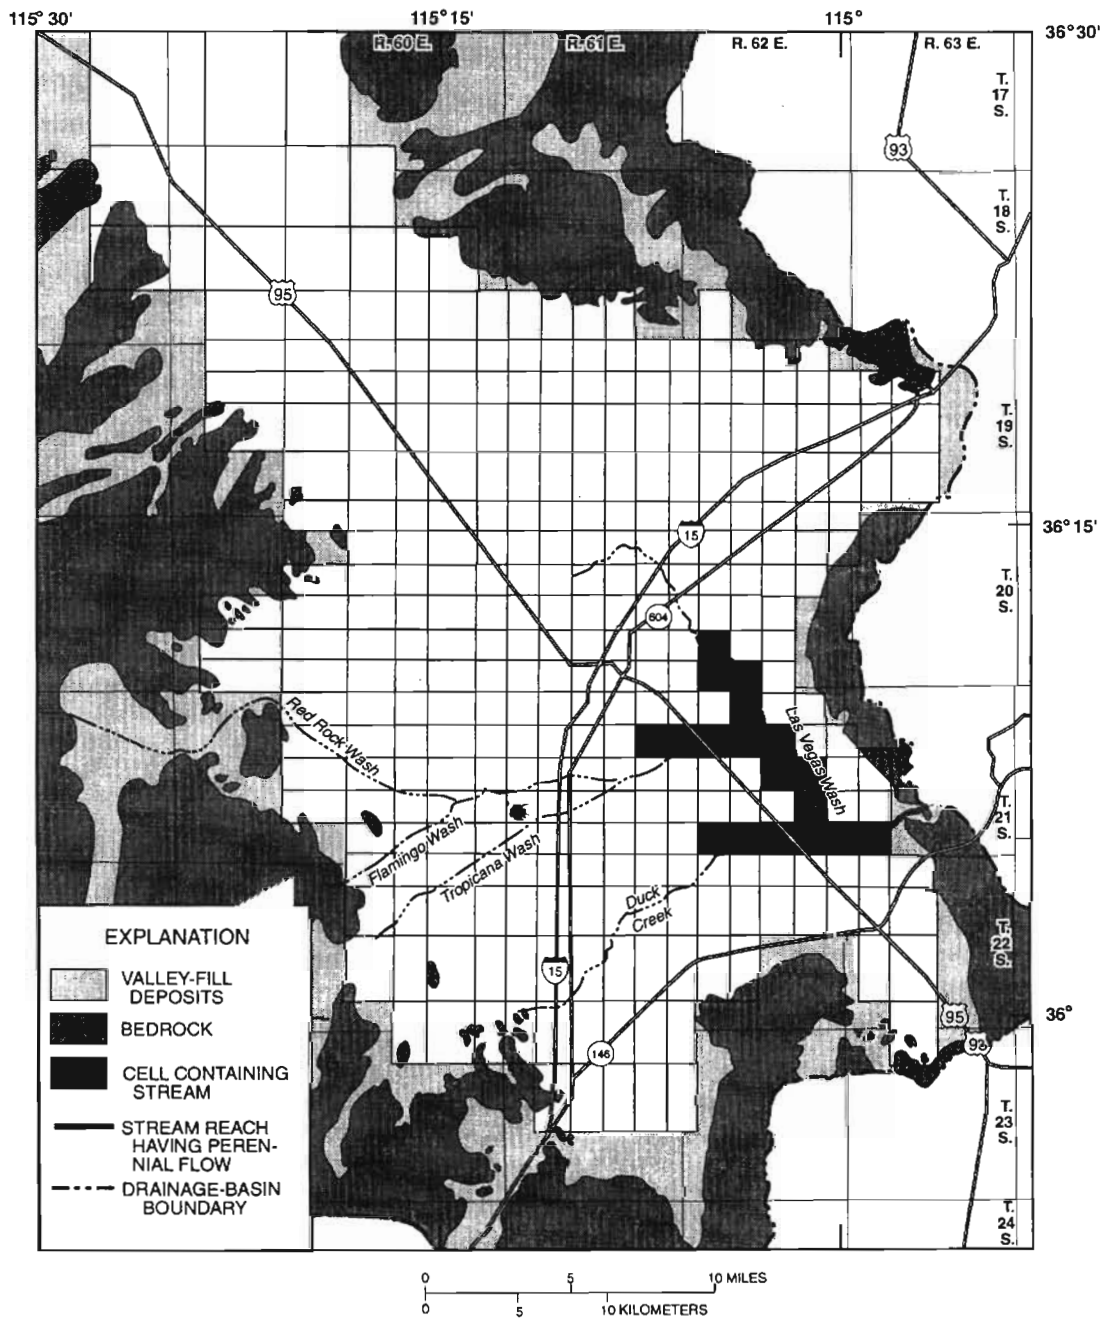 115° 30'
115° 15'
115°
R. 60 E.
R. 61 E.
R. 62 E.
R. 63 E.
36° 30'
T.
17
S.
93
T.
18
S.
95
T.
19
S.
36° 15'
15
T.
20
S.
604
Red Rock Wash
Las Vegas Wash
T.
21
S.
Flamingo Wash
Tropicana Wash
Duck
Creek
T.
22
S.
15
95
36°
93
146
T.
23
S.
T.
24
S.
EXPLANATION
VALLEY-FILL
DEPOSITS
BEDROCK
CELL CONTAINING
STREAM
STREAM REACH
HAVING PEREN-
NIAL FLOW
DRAINAGE-BASIN
BOUNDARY
0 5 10 MILES
0 5 10 KILOMETERS